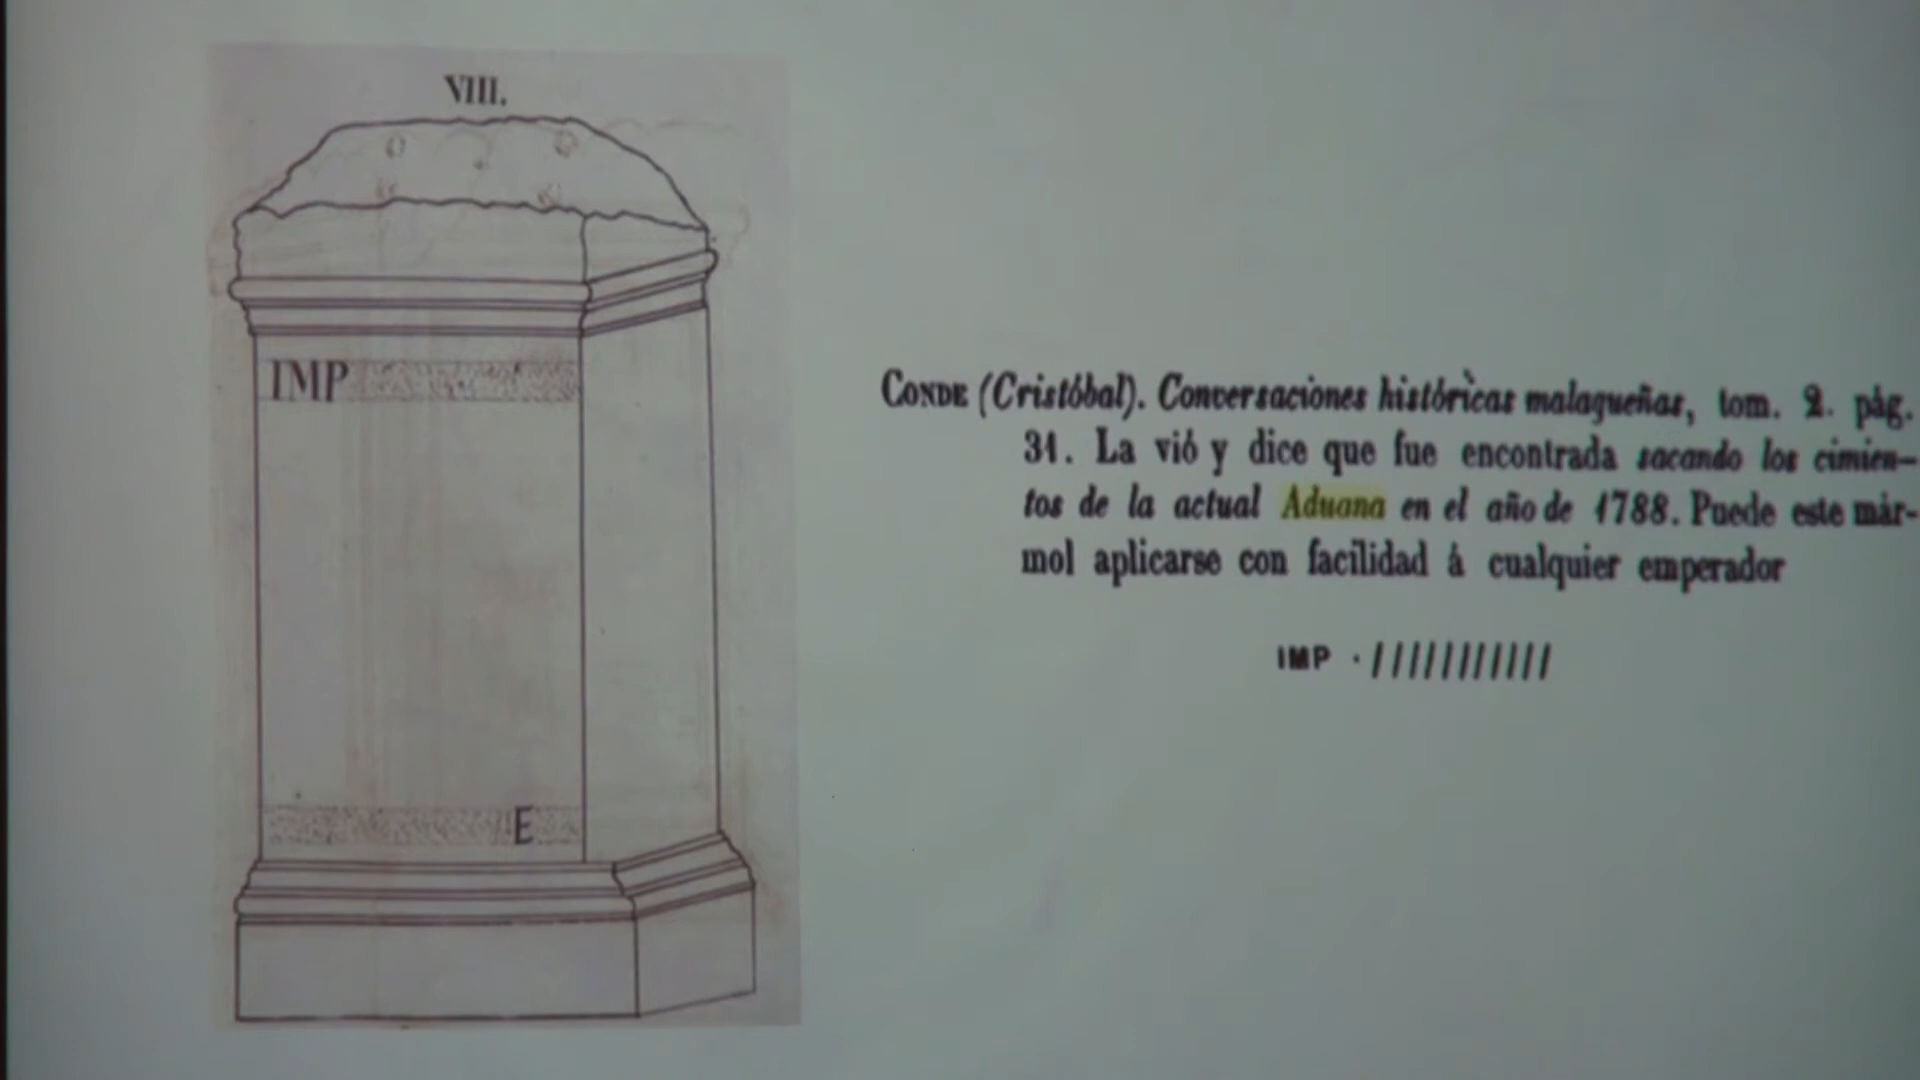 VIII.
IMP
E
CONDE (Cristóbal). Conversaciones históricas malagueñas, tom. 2. pág.
31. La vió y dice que fue encontrada sacando los cimien-
tos de la actual Aduana en el año de 1788. Puede este már-
mol aplicarse con facilidad á cualquier emperador
IMP · ///////////